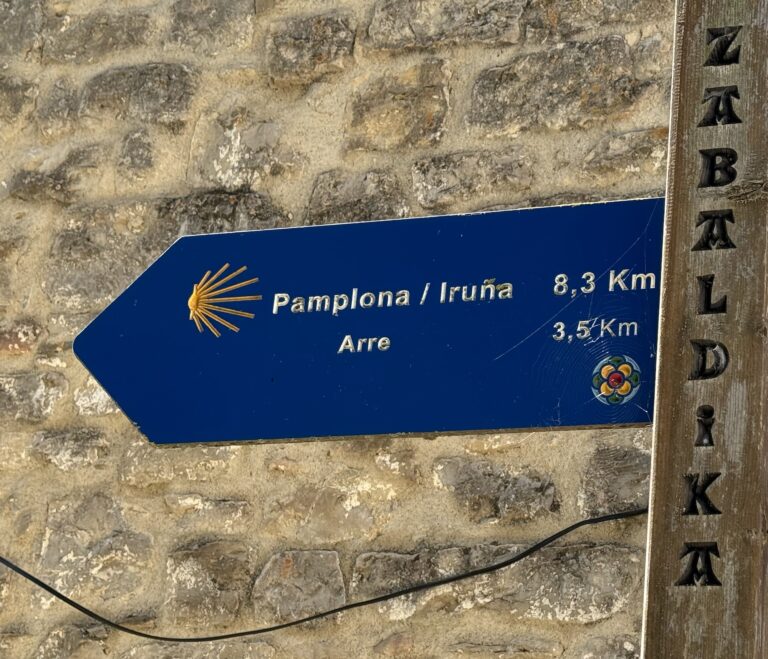 Pamplona / Iruña 8,3 Km
Arre 3,5 Km
ZABALDiKA